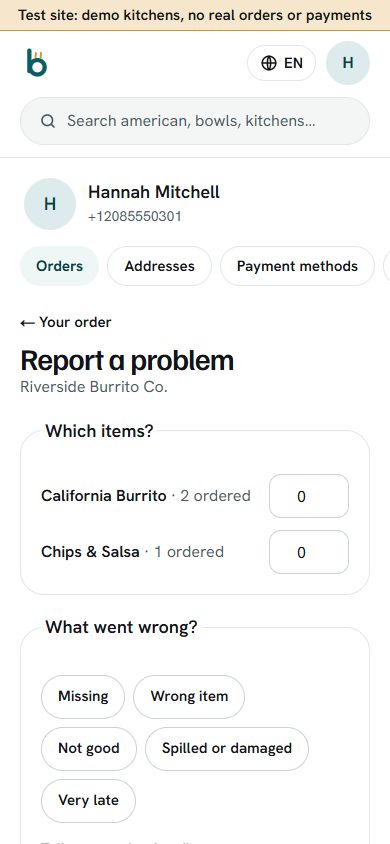 Test site: demo kitchens, no real orders or payments
b
EN
H
Search american, bowls, kitchens...
H
Hannah Mitchell
+12085550301
Orders
Addresses
Payment methods
← Your order
Report a problem
Riverside Burrito Co.
Which items?
California Burrito · 2 ordered
0
Chips & Salsa · 1 ordered
0
What went wrong?
Missing
Wrong item
Not good
Spilled or damaged
Very late